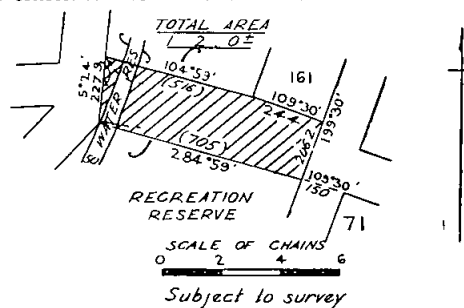 TOTAL AREA
1 2 0±
104°59'
(516)
161
109°30'
244
199°30'
5°24'
227.9
WATER RES
50
206.2
(705)
284°59'
109°30'
150
RECREATION
RESERVE
71
SCALE OF CHAINS
0 2 4 6
Subject to survey